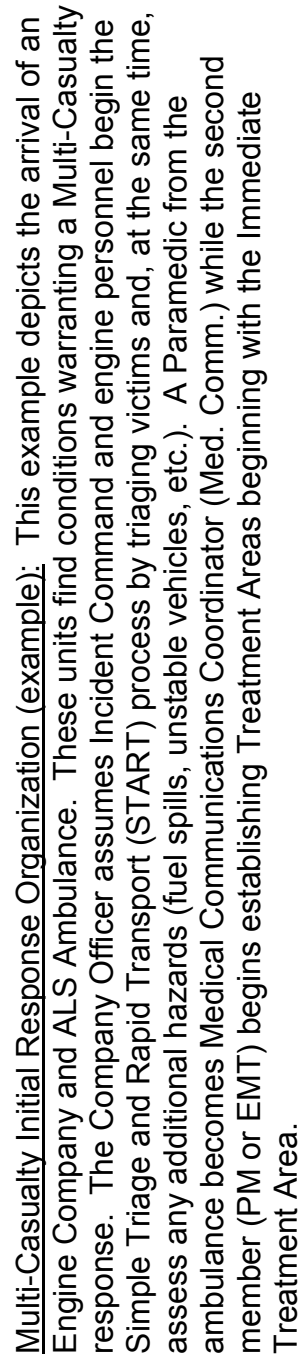 Multi-Casualty Initial Response Organization (example):  This example depicts the arrival of an
Engine Company and ALS Ambulance.  These units find conditions warranting a Multi-Casualty
response.  The Company Officer assumes Incident Command and engine personnel begin the
Simple Triage and Rapid Transport (START) process by triaging victims and, at the same time,
assess any additional hazards (fuel spills, unstable vehicles, etc.).  A Paramedic from the
ambulance becomes Medical Communications Coordinator (Med. Comm.) while the second
member (PM or EMT) begins establishing Treatment Areas beginning with the Immediate
Treatment Area.